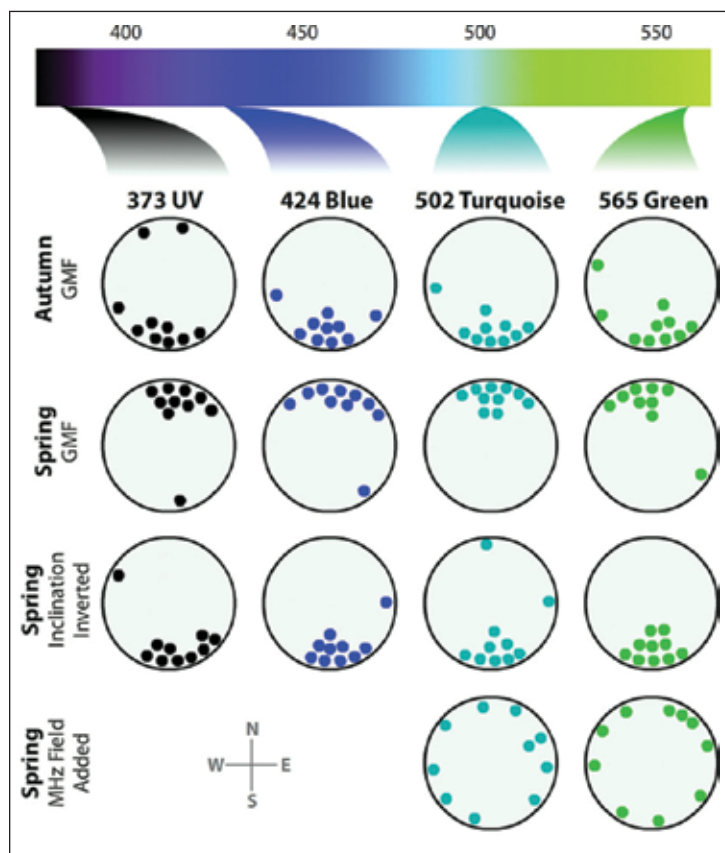 400 450 500 550
373 UV 424 Blue 502 Turquoise 565 Green
Autumn
GMF
Spring
GMF
Spring
Inclination
Inverted
Spring
MHz Field
Added
N
W E
S